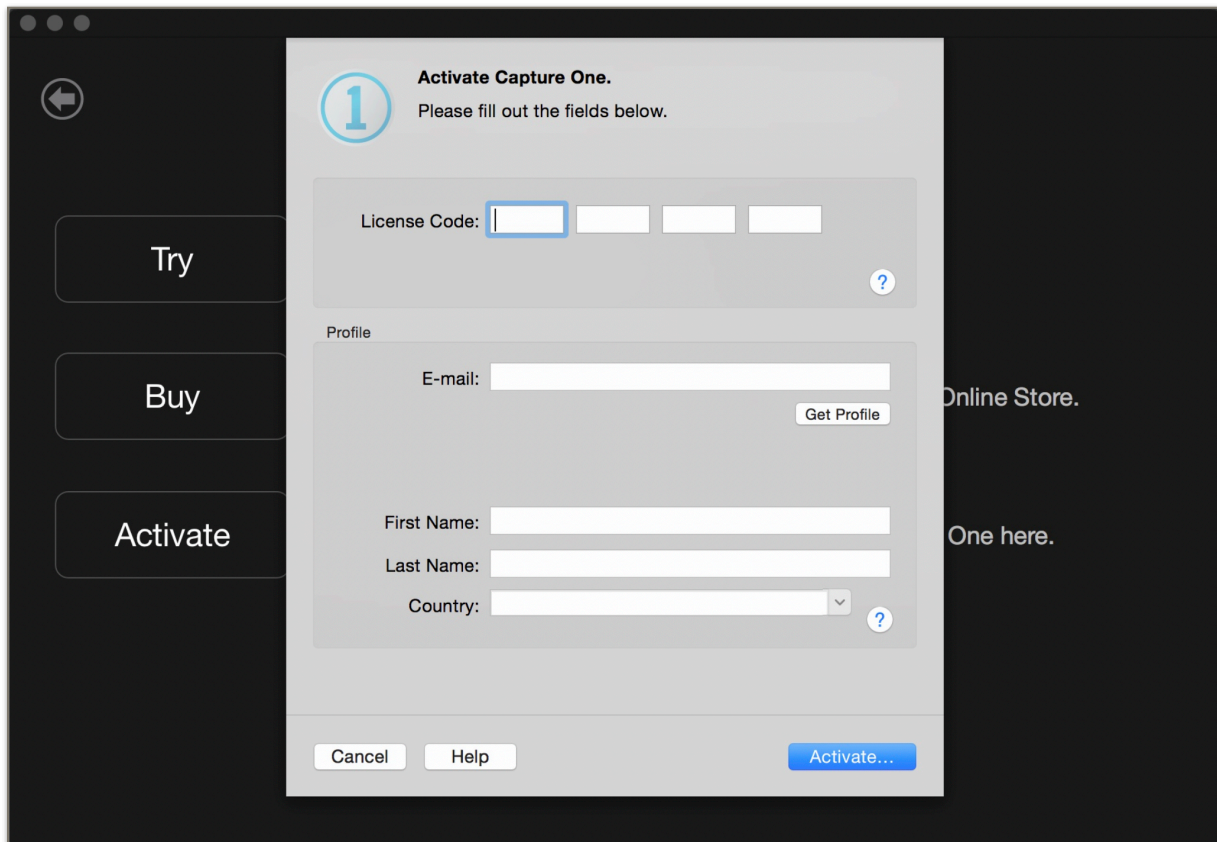 Activate Capture One.
Please fill out the fields below.
1
License Code:
?
Try
Profile
E-mail:
Get Profile
Buy
Online Store.
First Name:
Activate
One here.
Last Name:
Country:
?
Cancel
Help
Activate...